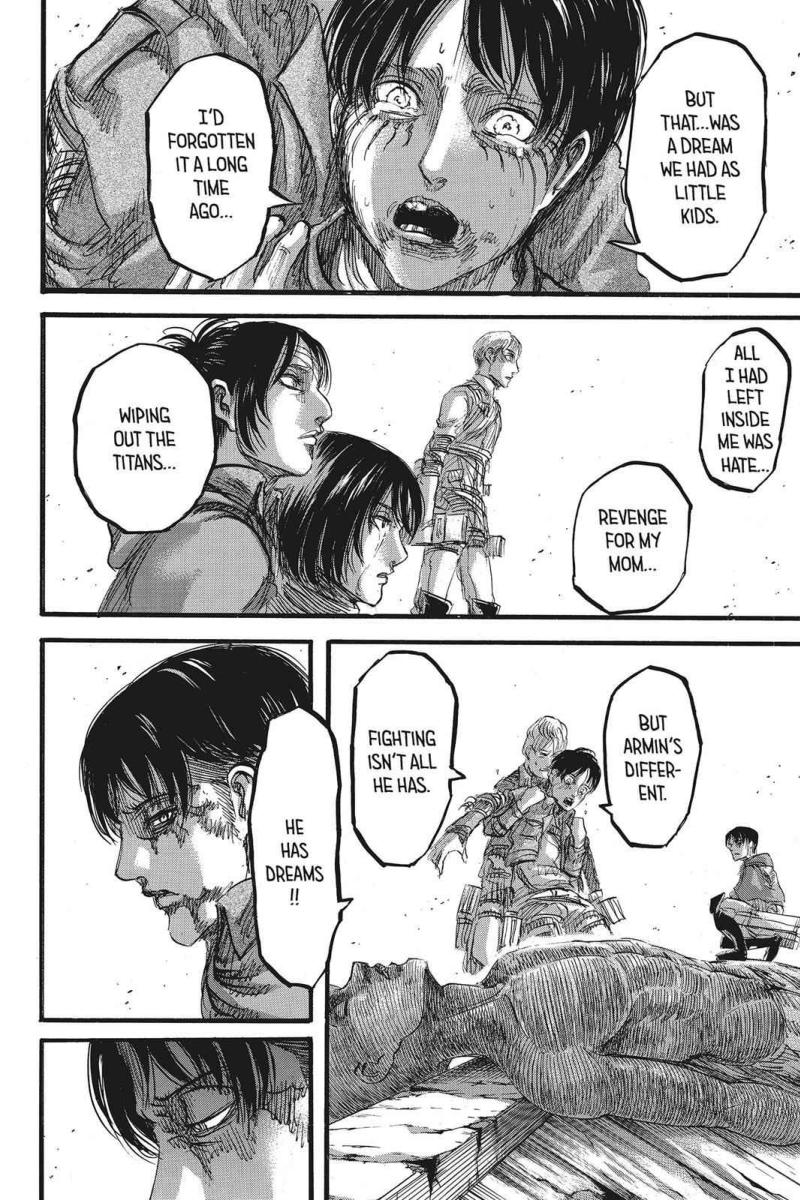 BUT
THAT...WAS
A DREAM
WE HAD AS
LITTLE
KIDS.
I'D
FORGOTTEN
IT A LONG
TIME
AGO...
ALL
I HAD
LEFT
INSIDE
ME WAS
HATE...
REVENGE
FOR MY
MOM...
WIPING
OUT THE
TITANS...
BUT
ARMIN'S
DIFFER-
ENT.
FIGHTING
ISN'T ALL
HE HAS.
HE
HAS
DREAMS
!!